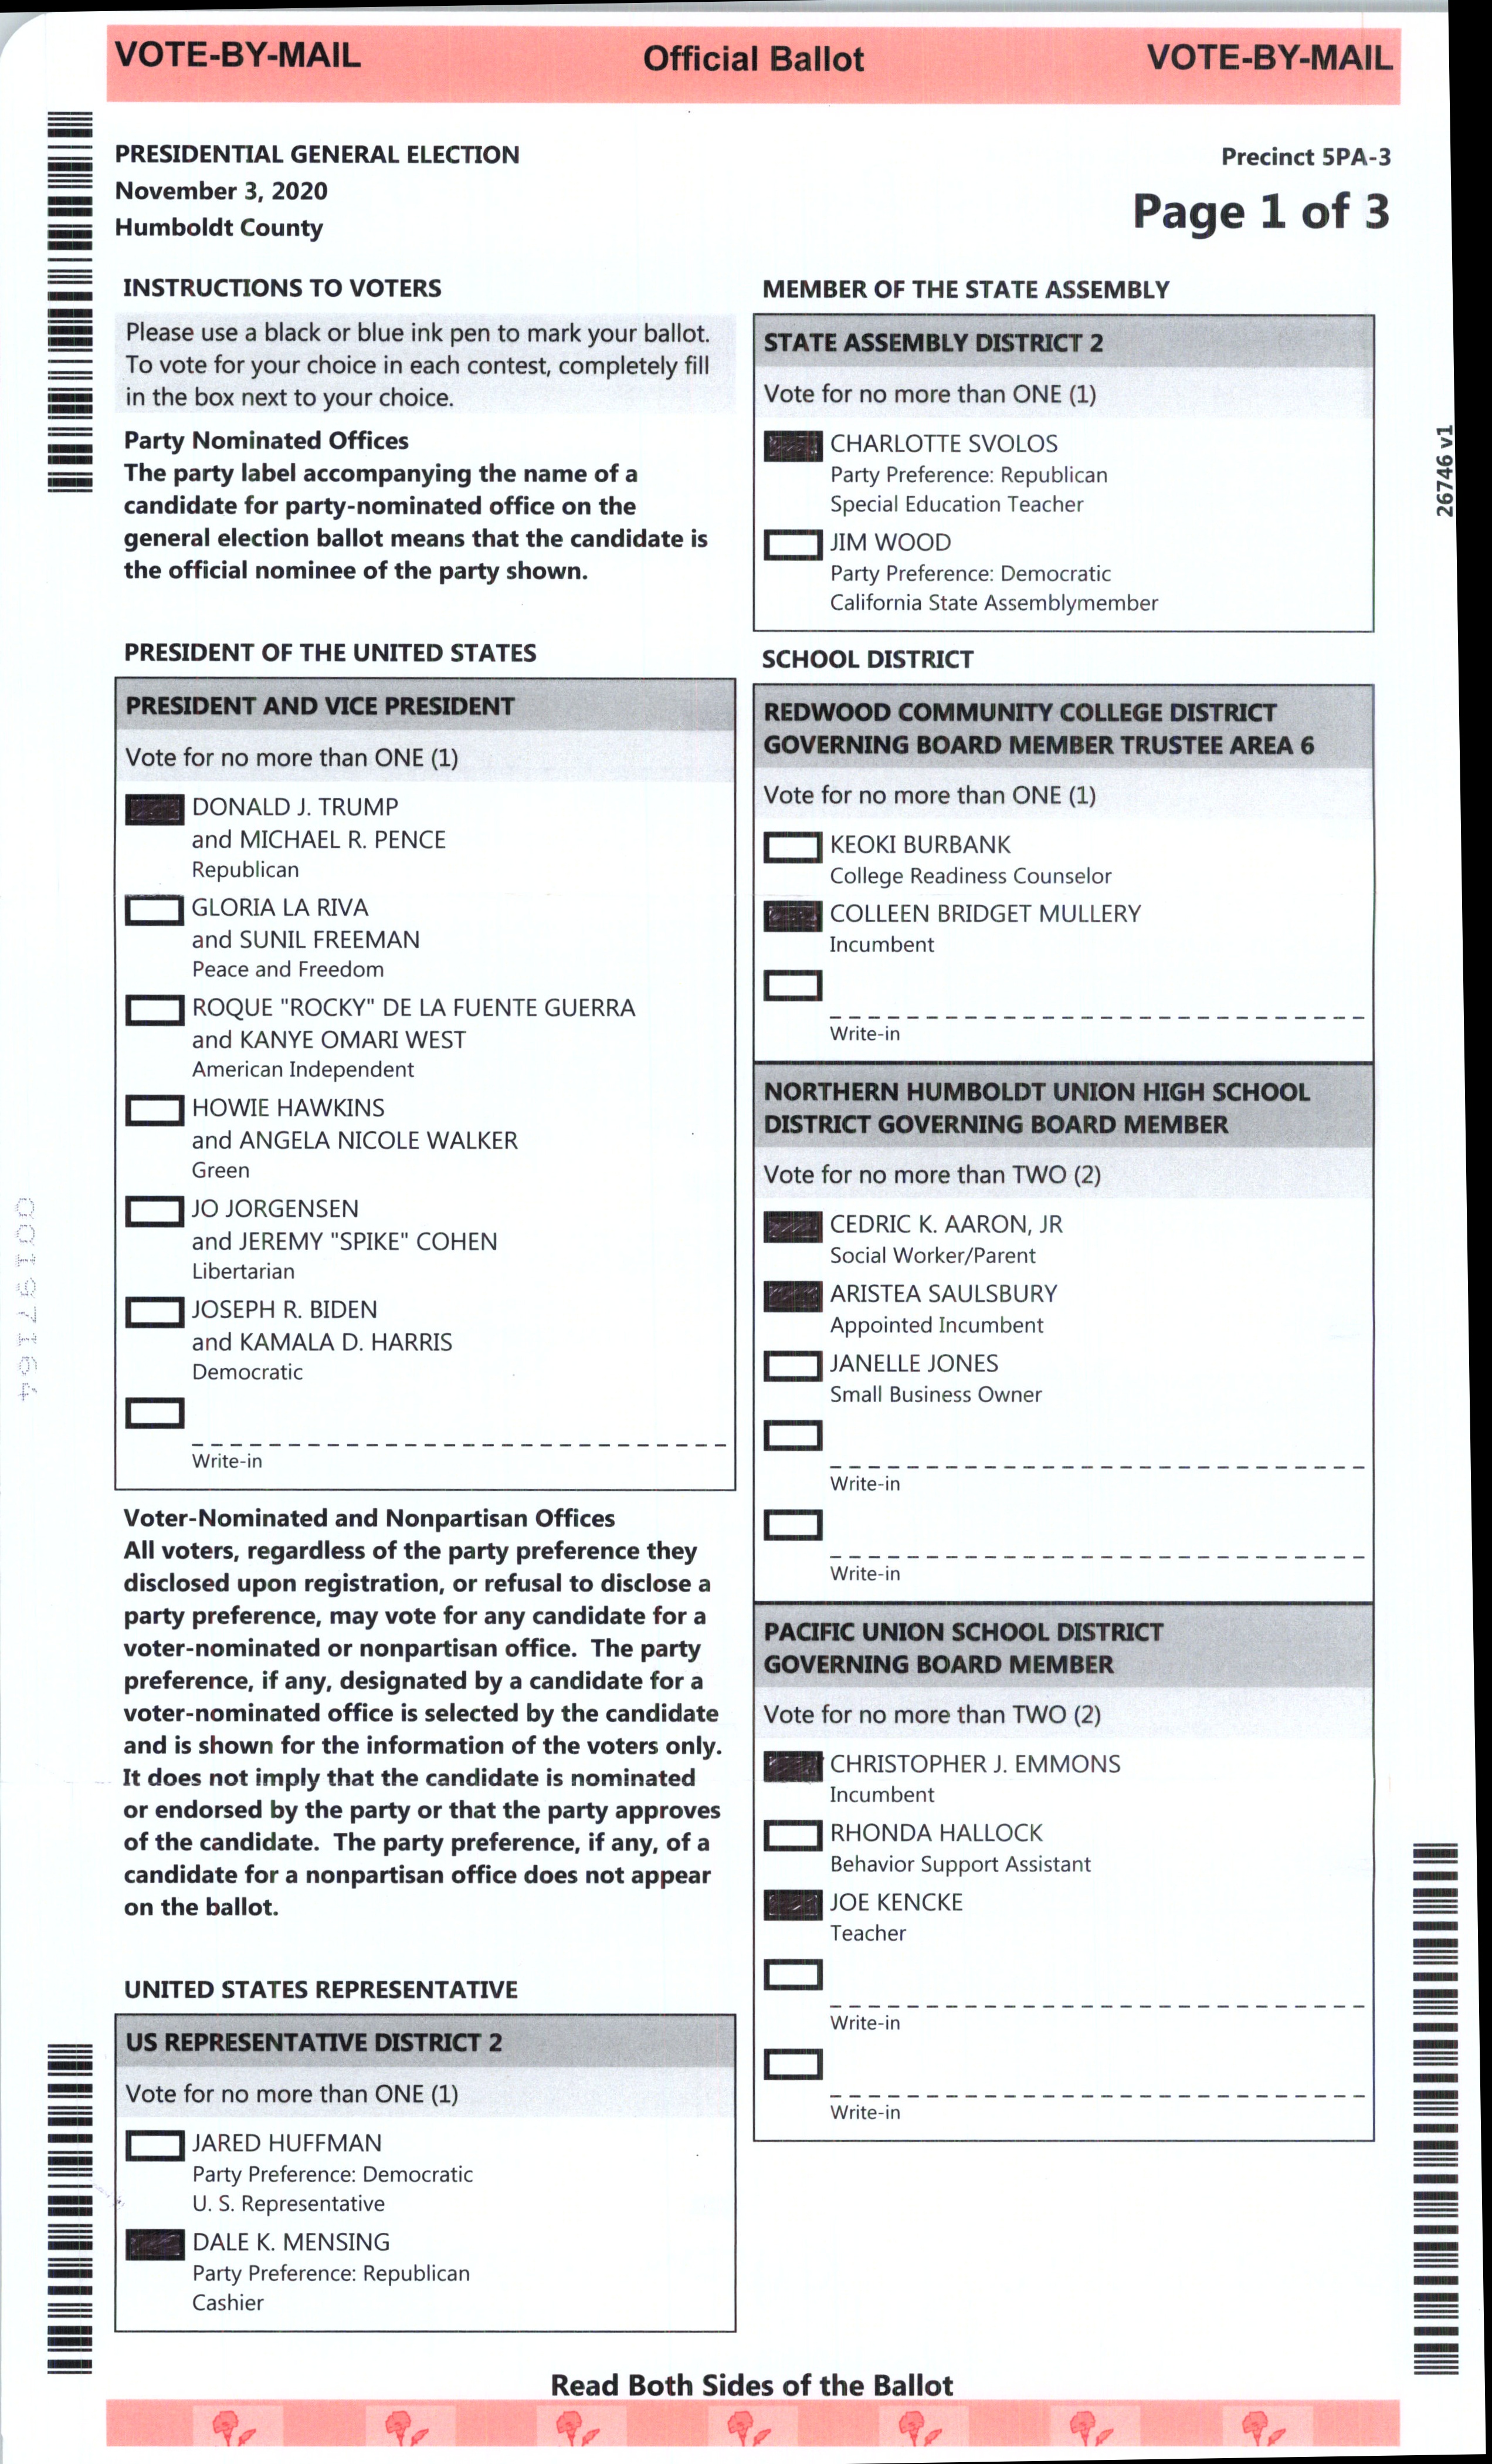 VOTE-BY-MAIL Official Ballot VOTE-BY-MAIL
PRESIDENTIAL GENERAL ELECTION
November 3, 2020
Humboldt County
Precinct 5PA-3
Page 1 of 3
INSTRUCTIONS TO VOTERS
Please use a black or blue ink pen to mark your ballot.
To vote for your choice in each contest, completely fill
in the box next to your choice.
Party Nominated Offices
The party label accompanying the name of a
candidate for party-nominated office on the
general election ballot means that the candidate is
the official nominee of the party shown.
PRESIDENT OF THE UNITED STATES
PRESIDENT AND VICE PRESIDENT
Vote for no more than ONE (1)
DONALD J. TRUMP
and MICHAEL R. PENCE
Republican
GLORIA LA RIVA
and SUNIL FREEMAN
Peace and Freedom
ROQUE "ROCKY" DE LA FUENTE GUERRA
and KANYE OMARI WEST
American Independent
HOWIE HAWKINS
and ANGELA NICOLE WALKER
Green
JO JORGENSEN
and JEREMY "SPIKE" COHEN
Libertarian
JOSEPH R. BIDEN
and KAMALA D. HARRIS
Democratic
Write-in
Voter-Nominated and Nonpartisan Offices
All voters, regardless of the party preference they
disclosed upon registration, or refusal to disclose a
party preference, may vote for any candidate for a
voter-nominated or nonpartisan office. The party
preference, if any, designated by a candidate for a
voter-nominated office is selected by the candidate
and is shown for the information of the voters only.
It does not imply that the candidate is nominated
or endorsed by the party or that the party approves
of the candidate. The party preference, if any, of a
candidate for a nonpartisan office does not appear
on the ballot.
UNITED STATES REPRESENTATIVE
US REPRESENTATIVE DISTRICT 2
Vote for no more than ONE (1)
JARED HUFFMAN
Party Preference: Democratic
U. S. Representative
DALE K. MENSING
Party Preference: Republican
Cashier
MEMBER OF THE STATE ASSEMBLY
STATE ASSEMBLY DISTRICT 2
Vote for no more than ONE (1)
CHARLOTTE SVOLOS
Party Preference: Republican
Special Education Teacher
JIM WOOD
Party Preference: Democratic
California State Assemblymember
SCHOOL DISTRICT
REDWOOD COMMUNITY COLLEGE DISTRICT
GOVERNING BOARD MEMBER TRUSTEE AREA 6
Vote for no more than ONE (1)
KEOKI BURBANK
College Readiness Counselor
COLLEEN BRIDGET MULLERY
Incumbent
Write-in
NORTHERN HUMBOLDT UNION HIGH SCHOOL
DISTRICT GOVERNING BOARD MEMBER
Vote for no more than TWO (2)
CEDRIC K. AARON, JR
Social Worker/Parent
ARISTEA SAULSBURY
Appointed Incumbent
JANELLE JONES
Small Business Owner
Write-in
Write-in
PACIFIC UNION SCHOOL DISTRICT
GOVERNING BOARD MEMBER
Vote for no more than TWO (2)
CHRISTOPHER J. EMMONS
Incumbent
RHONDA HALLOCK
Behavior Support Assistant
JOE KENCKE
Teacher
Write-in
Write-in
26746 v1
00197164
Read Both Sides of the Ballot